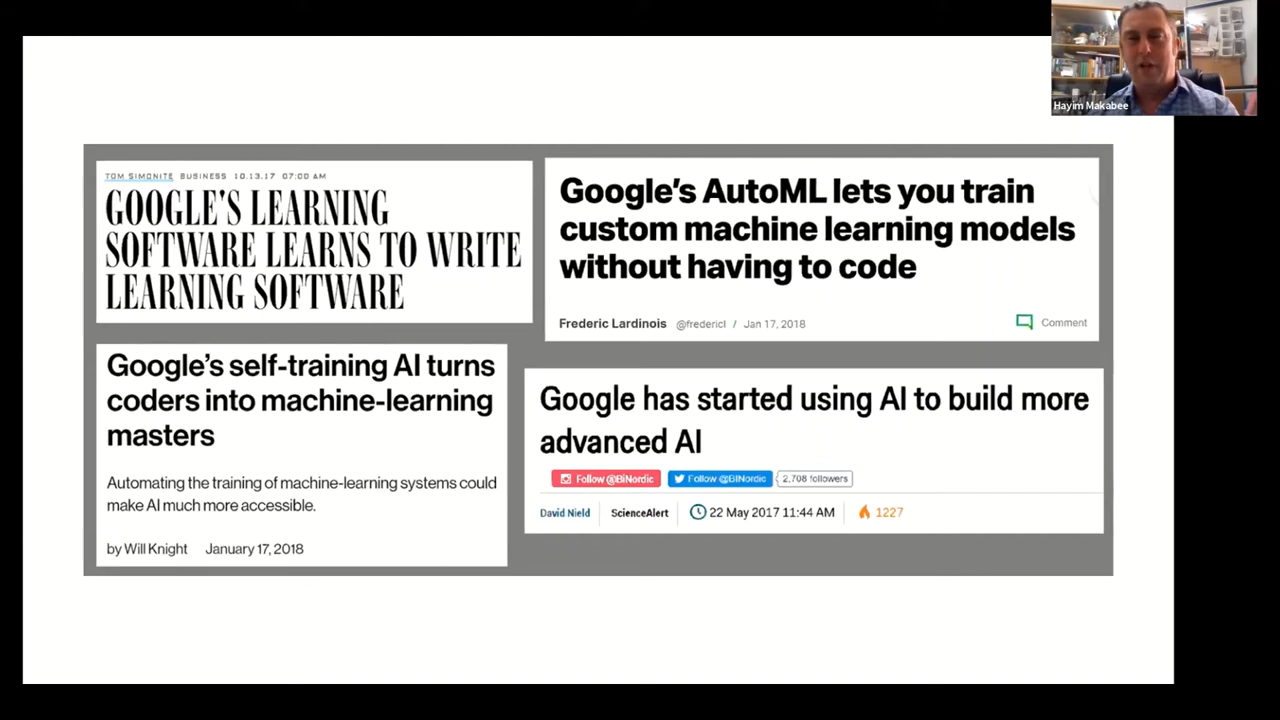 Hayim Makabee
TOM SIMONITE BUSINESS 10.13.17 07:00 AM
GOOGLE'S LEARNING
SOFTWARE LEARNS TO WRITE
LEARNING SOFTWARE
Google's AutoML lets you train
custom machine learning models
without having to code
Frederic Lardinois @fredericl / Jan 17, 2018
Comment
Google's self-training AI turns
coders into machine-learning
masters
Automating the training of machine-learning systems could
make AI much more accessible.
by Will Knight January 17, 2018
Google has started using AI to build more
advanced AI
Follow @BiNordic Follow @BINordic 2,708 followers
David Nield ScienceAlert 22 May 2017 11:44 AM 1227